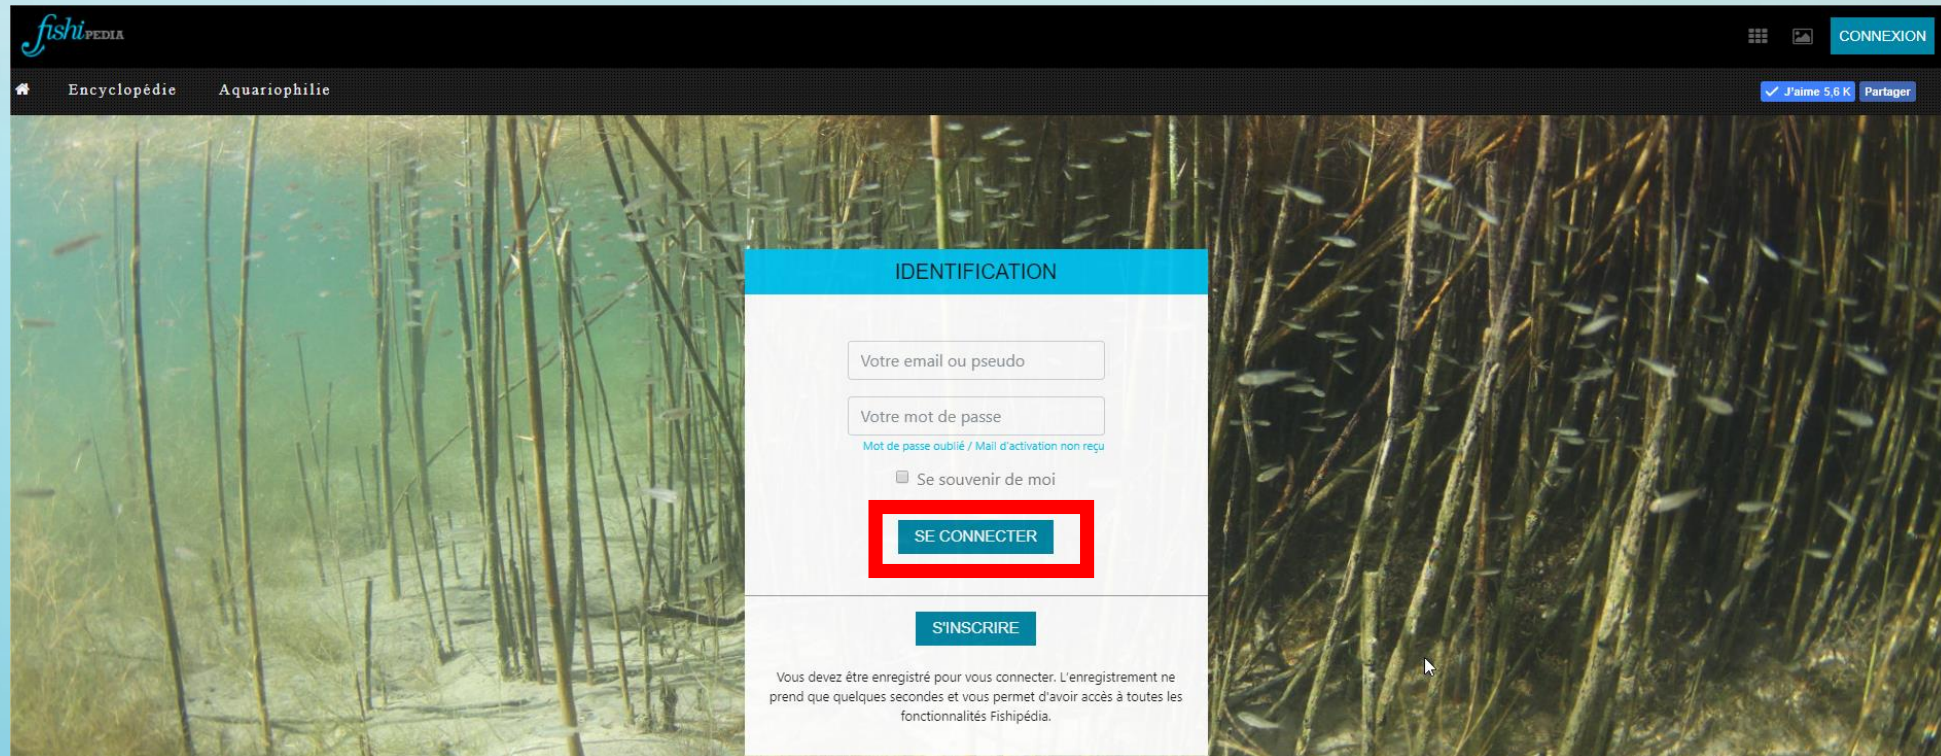 fishiPEDIA
CONNEXION
Encyclopédie Aquariophilie
J'aime 5,6 K Partager
IDENTIFICATION
Votre email ou pseudo
Votre mot de passe
Mot de passe oublié / Mail d'activation non reçu
Se souvenir de moi
SE CONNECTER
S'INSCRIRE
Vous devez être enregistré pour vous connecter. L'enregistrement ne
prend que quelques secondes et vous permet d'avoir accès à toutes les
fonctionnalités Fishipédia.